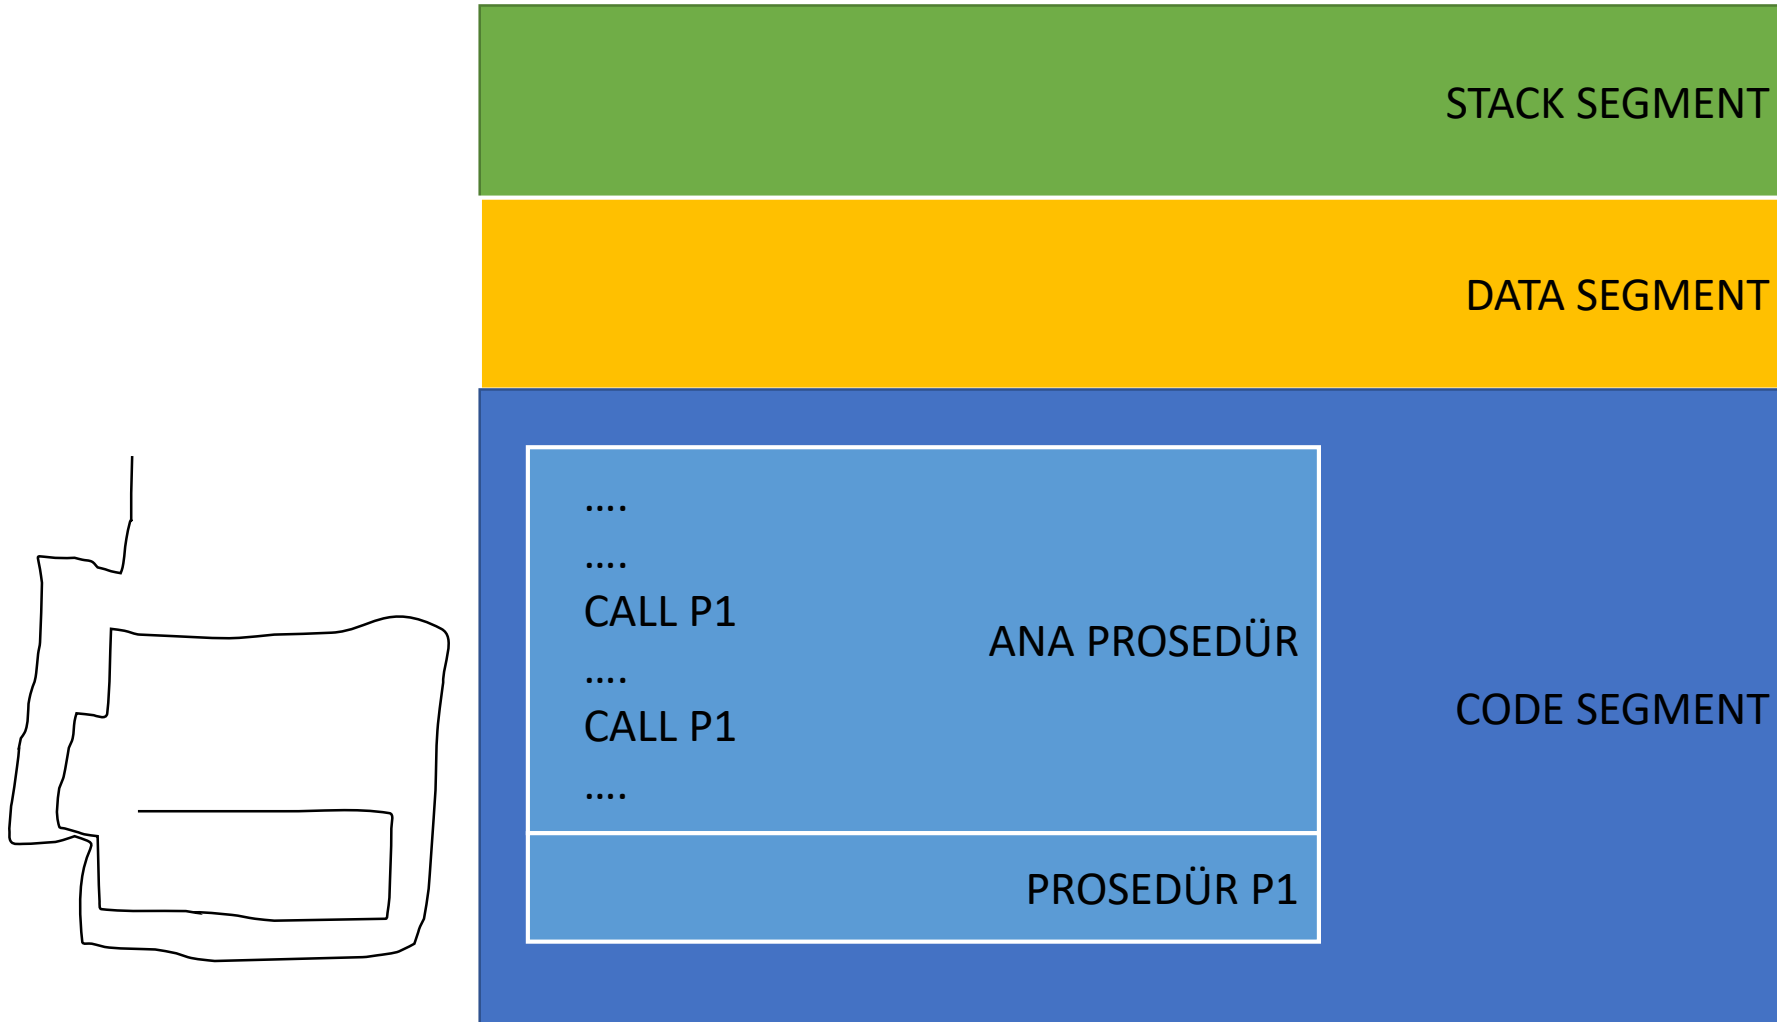 STACK SEGMENT
DATA SEGMENT
....
....
CALL P1
....
CALL P1
....
ANA PROSEDÜR
CODE SEGMENT
PROSEDÜR P1